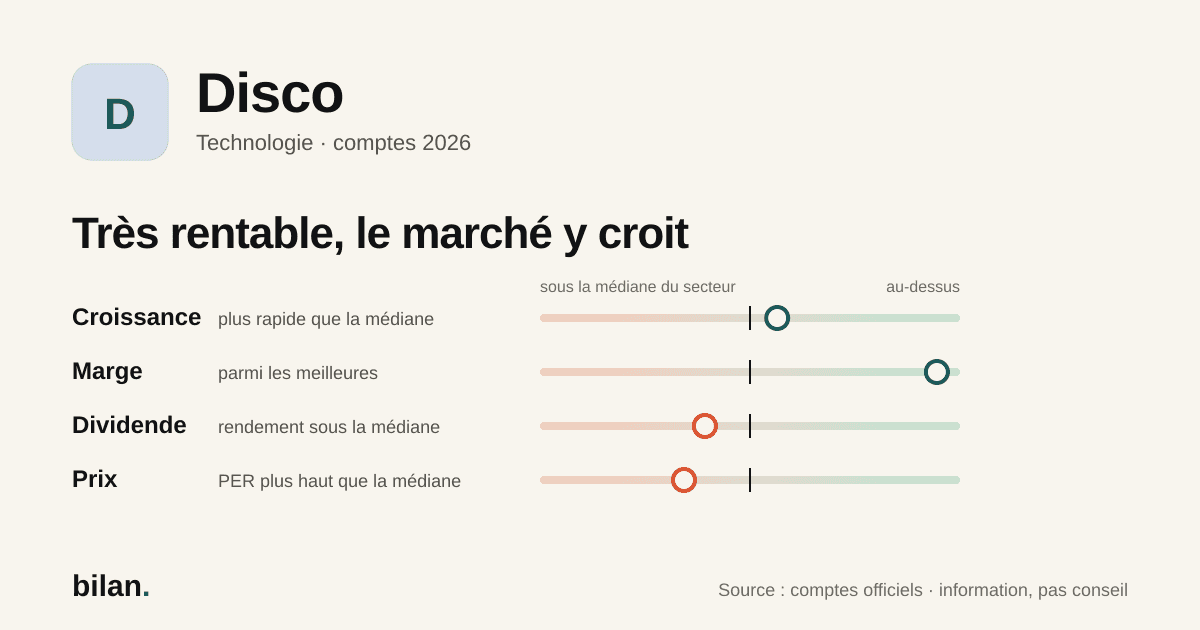 D
Disco
Technologie · comptes 2026
Très rentable, le marché y croit
sous la médiane du secteur au-dessus
Croissance plus rapide que la médiane
Marge parmi les meilleures
Dividende rendement sous la médiane
Prix PER plus haut que la médiane
bilan.
Source : comptes officiels · information, pas conseil